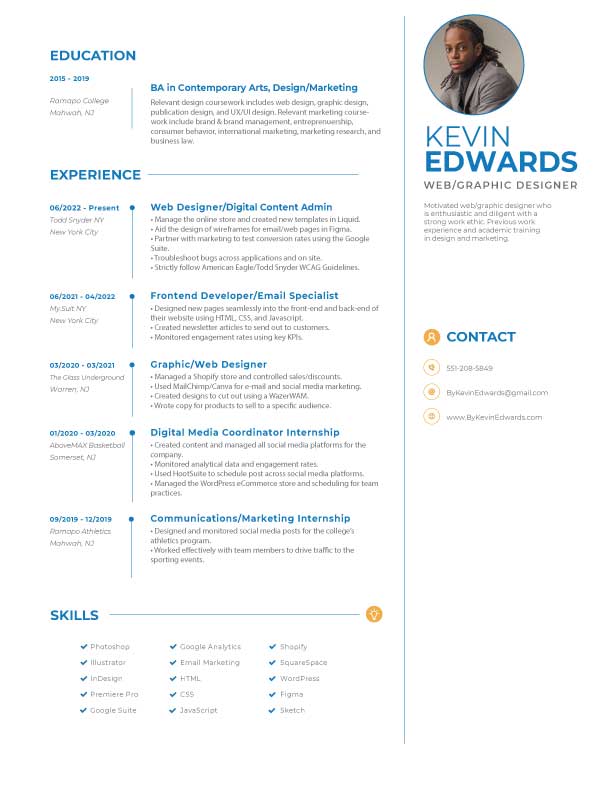 EDUCATION
2015 - 2019
Ramapo College
Mahwah, NJ
BA in Contemporary Arts, Design/Marketing
Relevant design coursework includes web design, graphic design,
publication design, and UX/UI design. Relevant marketing course-
work include brand & brand management, entreprenuership,
consumer behavior, international marketing, marketing research, and
business law.
EXPERIENCE
06/2022 - Present
Todd Snyder NY
New York City
Web Designer/Digital Content Admin
• Manage the online store and created new templates in Liquid.
• Aid the design of wireframes for email/web pages in Figma.
• Partner with marketing to test conversion rates using the Google
Suite.
• Troubleshoot bugs across applications and on site.
• Strictly follow American Eagle/Todd Snyder WCAG Guidelines.
06/2021 - 04/2022
My.Suit NY
New York City
Frontend Developer/Email Specialist
• Designed new pages seamlessly into the front-end and back-end of
their website using HTML, CSS, and Javascript.
• Created newsletter articles to send out to customers.
• Monitored engagement rates using key KPIs.
03/2020 - 03/2021
The Glass Underground
Warren, NJ
Graphic/Web Designer
• Managed a Shopify store and controlled sales/discounts.
• Used MailChimp/Canva for e-mail and social media marketing.
• Created designs to cut out using a WazerWAM.
• Wrote copy for products to sell to a specific audience.
01/2020 - 03/2020
AboveMAX Basketball
Somerset, NJ
Digital Media Coordinator Internship
• Created content and managed all social media platforms for the
company.
• Monitored analytical data and engagement rates.
• Used HootSuite to schedule post across social media platforms.
• Managed the WordPress eCommerce store and scheduling for team
practices.
09/2019 - 12/2019
Ramapo Athletics
Mahwah, NJ
Communications/Marketing Internship
• Designed and monitored social media posts for the college's
athletics program.
• Worked effectively with team members to drive traffic to the
sporting events.
SKILLS
Photoshop
Illustrator
InDesign
Premiere Pro
Google Suite
Google Analytics
Email Marketing
HTML
CSS
JavaScript
Shopify
SquareSpace
WordPress
Figma
Sketch
KEVIN
EDWARDS
WEB/GRAPHIC DESIGNER
Motivated web/graphic designer who
is enthusiastic and diligent with a
strong work ethic. Previous work
experience and academic training
in design and marketing.
CONTACT
551-208-5849
ByKevinEdwards@gmail.com
www.ByKevinEdwards.com